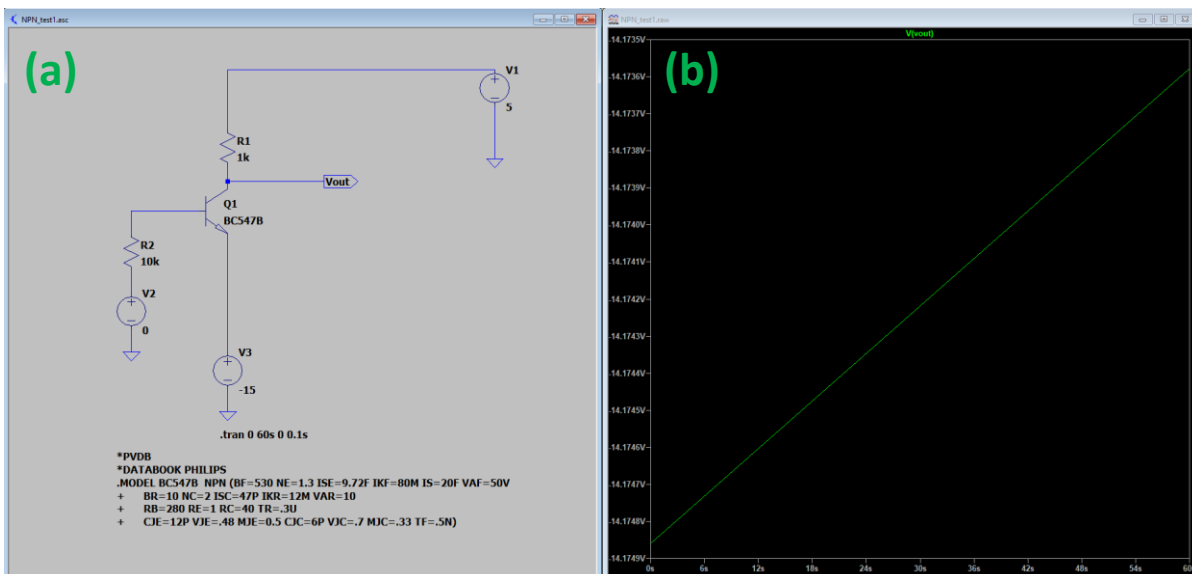 NPN_test1.asc
(a)
V1
5
R1
1k
Vout
Q1
BC547B
R2
10k
V2
0
V3
-15
.tran 0 60s 0 0.1s
*PVDB
*DATABOOK PHILIPS
.MODEL BC547B NPN (BF=530 NE=1.3 ISE=9.72F IKF=80M IS=20F VAF=50V
+ BR=10 NC=2 ISC=47P IKR=12M VAR=10
+ RB=280 RE=1 RC=40 TR=.3U
+ CJE=12P VJE=.48 MJE=0.5 CJC=6P VJC=.7 MJC=.33 TF=.5N)
NPN_test1.raw
(b)
V(vout)
-14.1735V
-14.1736V
-14.1737V
-14.1738V
-14.1739V
-14.1740V
-14.1741V
-14.1742V
-14.1743V
-14.1744V
-14.1745V
-14.1746V
-14.1747V
-14.1748V
-14.1749V
0s 6s 12s 18s 24s 30s 36s 42s 48s 54s 60s